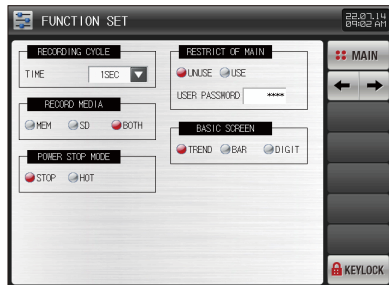 FUNCTION SET
22.07.14
09:02 AM
RECORDING CYCLE
TIME 1SEC
RECORD MEDIA
MEM SD BOTH
POWER STOP MODE
STOP HOT
RESTRICT OF MAIN
UNUSE USE
USER PASSWORD ****
BASIC SCREEN
TREND BAR DIGIT
MAIN
KEYLOCK